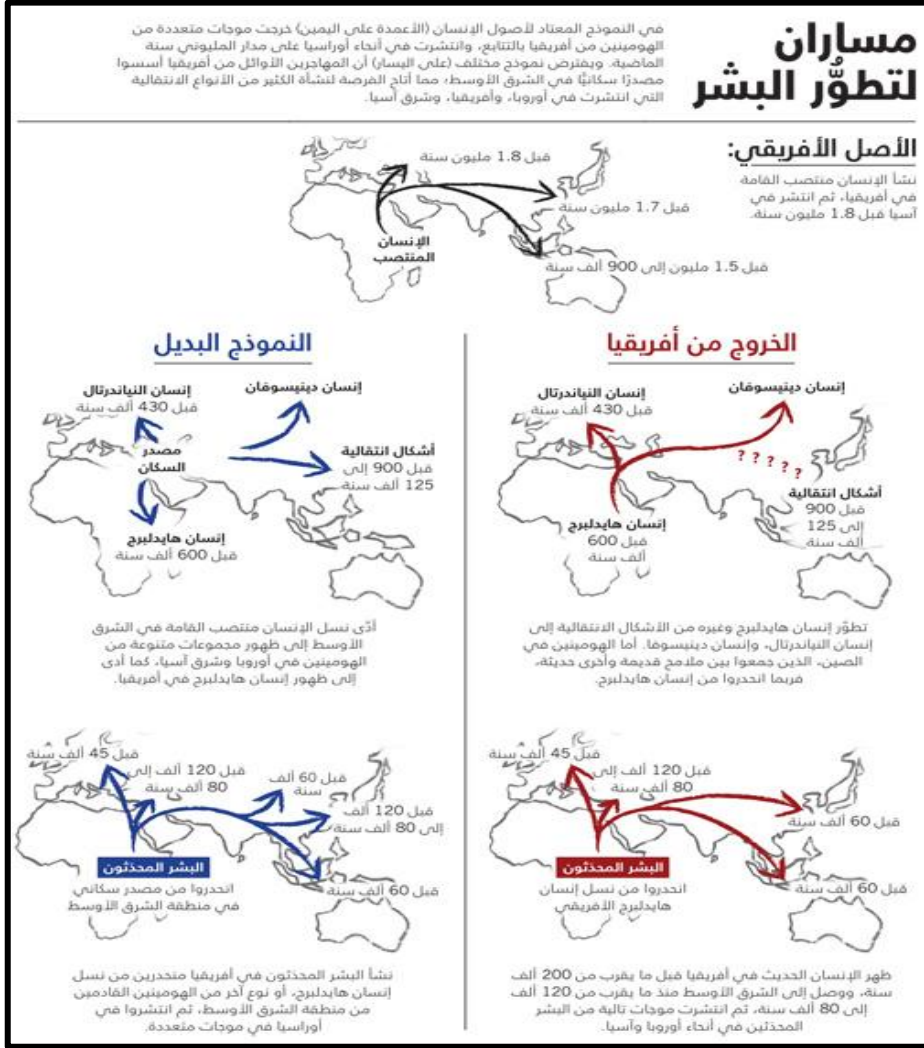 مساران
لتطوُّر البشر
في النموذج المعتاد لأصول الإنسان (الأعمدة على اليمين) خرجت موجات متعددة من
الهومينين من أفريقيا بالتتابع، وانتشرت في أنحاء أوراسيا على مدار المليوني سنة
الماضية. ويفترض نموذج مختلف (على اليسار) أن المهاجرين الأوائل من أفريقيا أسسوا
مصدرًا سكانيًّا في الشرق الأوسط؛ مما أتاح الفرصة لنشأة الكثير من الأنواع الانتقالية
التي انتشرت في أوروبا، وأفريقيا، وشرق آسيا.
الأصل الأفريقي:
نشأ الإنسان منتصب القامة
في أفريقيا، ثم انتشر في
آسيا قبل 1.8 مليون سنة.
قبل 1.8 مليون سنة
قبل 1.7 مليون سنة
الإنسان
المنتصب
قبل 1.5 مليون إلى 900 ألف سنة
الخروج من أفريقيا
إنسان دينيسوفان
إنسان النياندرتال
قبل 430 ألف سنة
? ? ? ? ?
أشكال انتقالية
قبل 900
إلى 125
ألف سنة
إنسان هايدلبرج
قبل 600
ألف سنة
تطوّر إنسان هايدلبرج وغيره من الأشكال الانتقالية إلى
إنسان النياندرتال، وإنسان دينيسوفا. أما الهومينين في
الصين، الذين جمعوا بين ملامح قديمة وأخرى حديثة،
فربما انحدروا من إنسان هايدلبرج.
قبل 45 ألف سنة
قبل 120 ألف إلى
80 ألف سنة
قبل 60 ألف سنة
البشر المحدثون
انحدروا من نسل إنسان
هايدلبرج الأفريقي
قبل 60 ألف سنة
ظهر الإنسان الحديث في أفريقيا قبل ما يقرب من 200 ألف
سنة، ووصل إلى الشرق الأوسط منذ ما يقرب من 120 ألف
إلى 80 ألف سنة، ثم انتشرت موجات تالية من البشر
المحدثين في أنحاء أوروبا وآسيا.
النموذج البديل
إنسان دينيسوفان
إنسان النياندرتال
قبل 430 ألف سنة
مصدر
السكان
أشكال انتقالية
قبل 900 إلى
125 ألف سنة
إنسان هايدلبرج
قبل 600 ألف سنة
أدّى نسل الإنسان منتصب القامة في الشرق
الأوسط إلى ظهور مجموعات متنوعة من
الهومينين في أوروبا وشرق آسيا، كما أدى
إلى ظهور إنسان هايدلبرج في أفريقيا.
قبل 45 ألف سنة
قبل 120 ألف إلى
80 ألف سنة
قبل 60 ألف
سنة
قبل 120 ألف
إلى 80 ألف سنة
البشر المحدثون
انحدروا من مصدر سكاني
في منطقة الشرق الأوسط
قبل 60 ألف سنة
نشأ البشر المحدثون في أفريقيا منحدرين من نسل
إنسان هايدلبرج، أو نوع آخر من الهومينين القادمين
من منطقة الشرق الأوسط، ثم انتشروا في
أوراسيا في موجات متعددة.